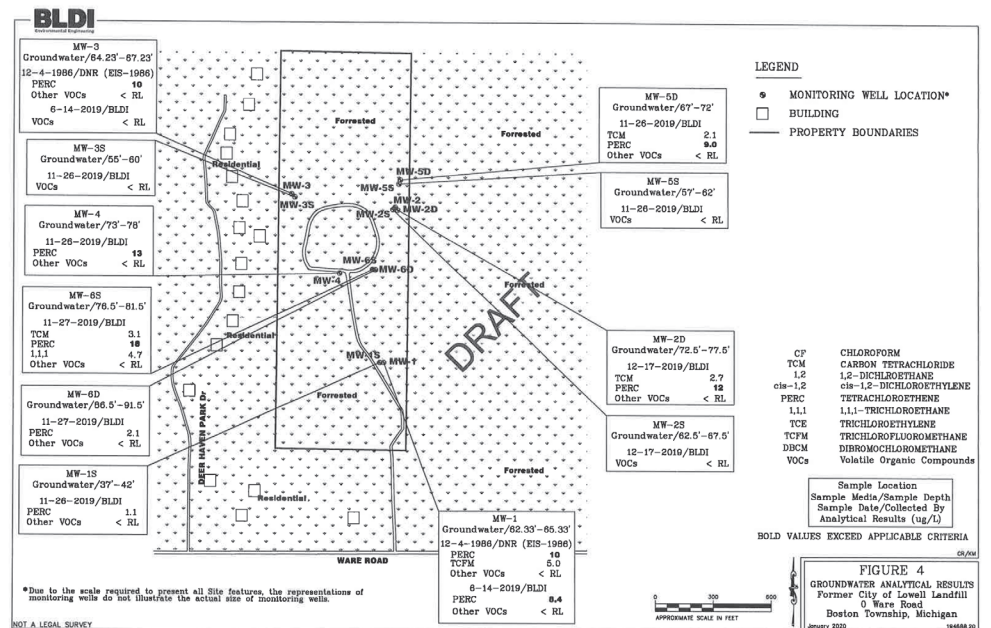 BLDI
Environmental Engineering
MW-3
Groundwater/64.23'-67.23'
12-4-1986/DNR (EIS-1986)
PERC 10
Other VOCs < RL
6-14-2019/BLDI
VOCs < RL
MW-3S
Groundwater/55'-60'
11-26-2019/BLDI
VOCs < RL
MW-4
Groundwater/73'-78'
11-26-2019/BLDI
PERC 13
Other VOCs < RL
MW-6S
Groundwater/76.5'-81.5'
11-27-2019/BLDI
TCM 3.1
PERC 18
1,1,1 4.7
Other VOCs < RL
MW-6D
Groundwater/86.5'-91.5'
11-27-2019/BLDI
PERC 2.1
Other VOCs < RL
MW-1S
Groundwater/37'-42'
11-26-2019/BLDI
PERC 1.1
Other VOCs < RL
Forrested
Forrested
Residential
MW-3
MW-3S
MW-5D
MW-5S
MW-2
MW-2S
MW-2D
MW-6S
MW-6D
MW-4
Forrested
Residential
MW-1S
MW-1
Forrested
DEER HAVEN PARK Dr
Forrested
Residential
DRAFT
WARE ROAD
MW-5D
Groundwater/67'-72'
11-26-2019/BLDI
TCM 2.1
PERC 9.0
Other VOCs < RL
MW-5S
Groundwater/57'-62'
11-26-2019/BLDI
VOCs < RL
MW-2D
Groundwater/72.5'-77.5'
12-17-2019/BLDI
TCM 2.7
PERC 12
Other VOCs < RL
MW-2S
Groundwater/62.5'-67.5'
12-17-2019/BLDI
VOCs < RL
MW-1
Groundwater/62.33'-65.33'
12-4-1986/DNR (EIS-1986)
PERC 10
TCFM 5.0
Other VOCs < RL
6-14-2019/BLDI
PERC 8.4
Other VOCs < RL
LEGEND
MONITORING WELL LOCATION*
BUILDING
PROPERTY BOUNDARIES
CF CHLOROFORM
TCM CARBON TETRACHLORIDE
1,2 1,2-DICHLROETHANE
cis-1,2 cis-1,2-DICHLOROETHYLENE
PERC TETRACHLOROETHENE
1,1,1 1,1,1-TRICHLOROETHANE
TCE TRICHLOROETHYLENE
TCFM TRICHLOROFLUOROMETHANE
DBCM DIBROMOCHLOROMETHANE
VOCs Volatile Organic Compounds
Sample Location
Sample Media/Sample Depth
Sample Date/Collected By
Analytical Results (ug/L)
BOLD VALUES EXCEED APPLICABLE CRITERIA
CR/KM
FIGURE 4
GROUNDWATER ANALYTICAL RESULTS
Former City of Lowell Landfill
0 Ware Road
Boston Township, Michigan
January 2020 194688.20
0 300 600
APPROXIMATE SCALE IN FEET
*Due to the scale required to present all Site features, the representations of
monitoring wells do not illustrate the actual size of monitoring wells.
NOT A LEGAL SURVEY